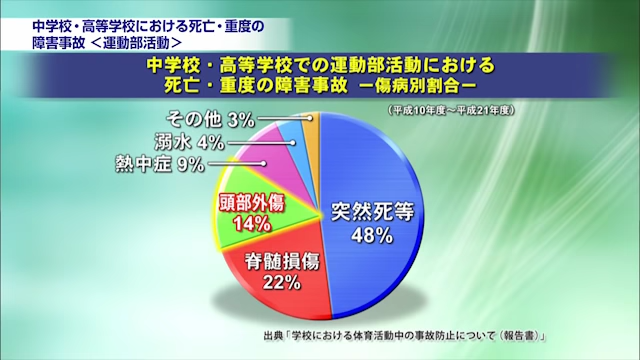 中学校・高等学校における死亡・重度の
障害事故 ＜運動部活動＞
中学校・高等学校での運動部活動における
死亡・重度の障害事故 ー傷病別割合ー
（平成10年度～平成21年度）
その他 3%
溺水 4%
熱中症 9%
頭部外傷
14%
突然死等
48%
脊髄損傷
22%
出典「学校における体育活動中の事故防止について（報告書）」